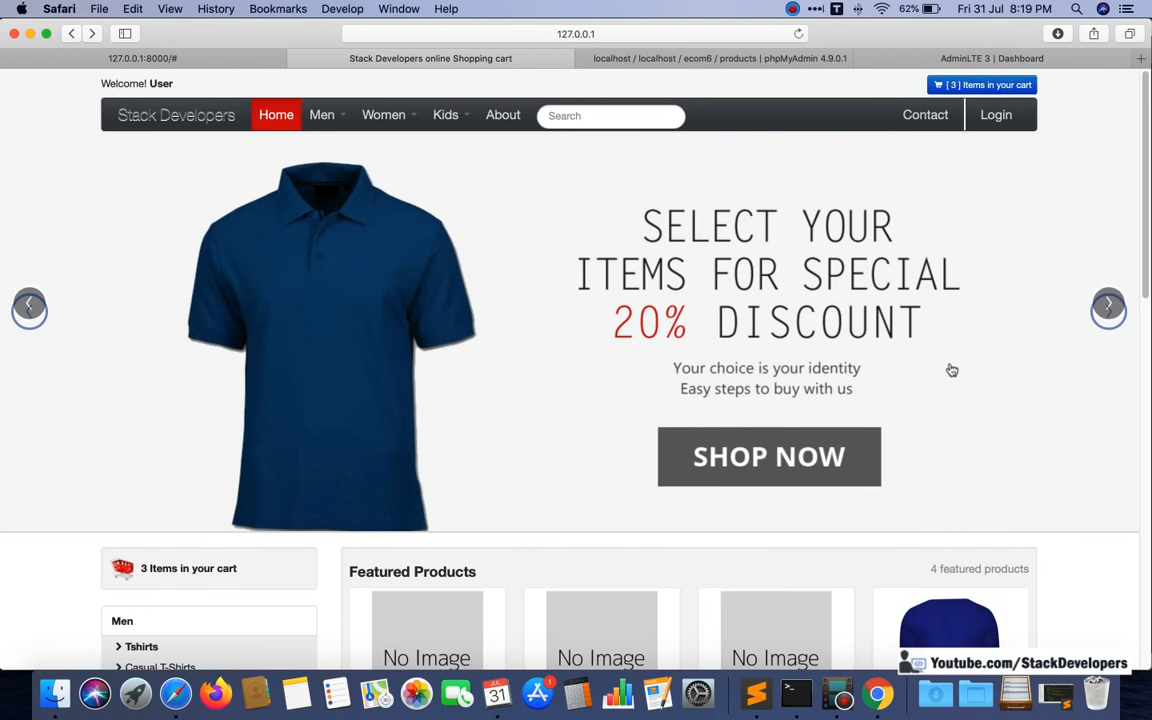 Safari File Edit View History Bookmarks Develop Window Help 62% Fri 31 Jul 8:19 PM
127.0.0.1
127.0.0.1:8000/# Stack Developers online Shopping cart localhost / localhost / ecom6 / products | phpMyAdmin 4.9.0.1 AdminLTE 3 | Dashboard
Welcome! User [ 3 ] Items in your cart
Stack Developers Home Men Women Kids About Search Contact Login
SELECT YOUR
ITEMS FOR SPECIAL
20% DISCOUNT
Your choice is your identity
Easy steps to buy with us
SHOP NOW
3 Items in your cart
Featured Products 4 featured products
Men
Tshirts
Casual T-Shirts
No Image No Image No Image
Youtube.com/StackDevelopers
31
1